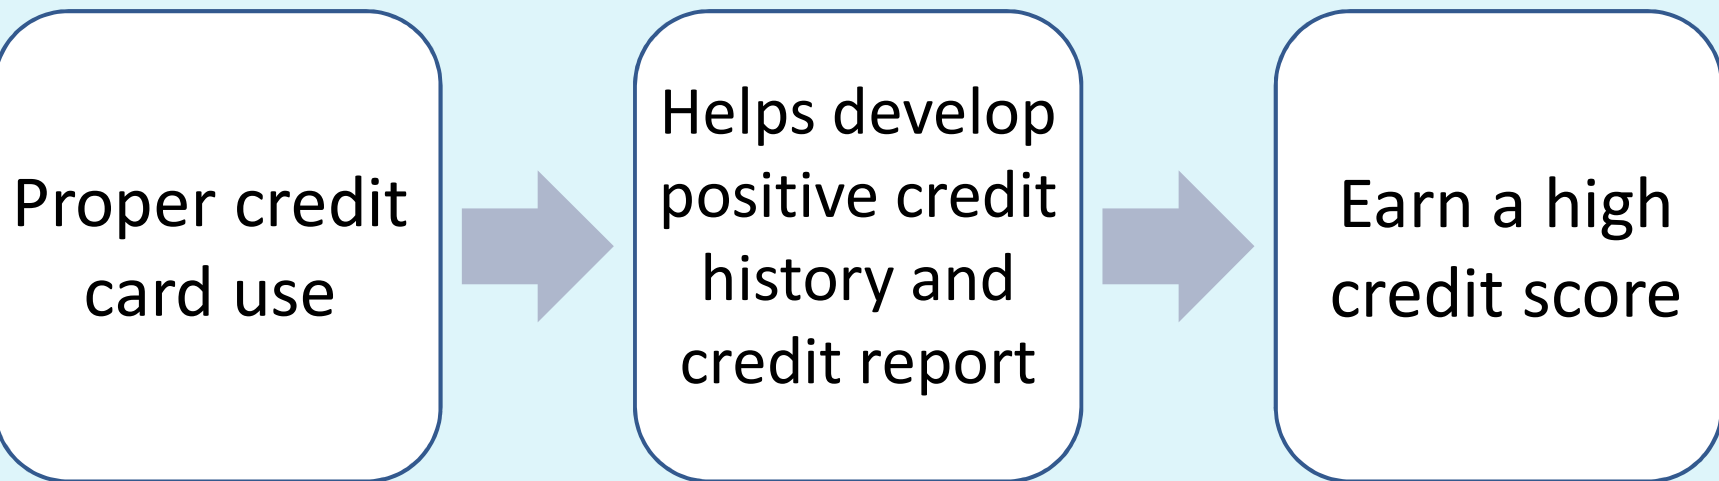 Proper credit
card use
Helps develop
positive credit
history and
credit report
Earn a high
credit score